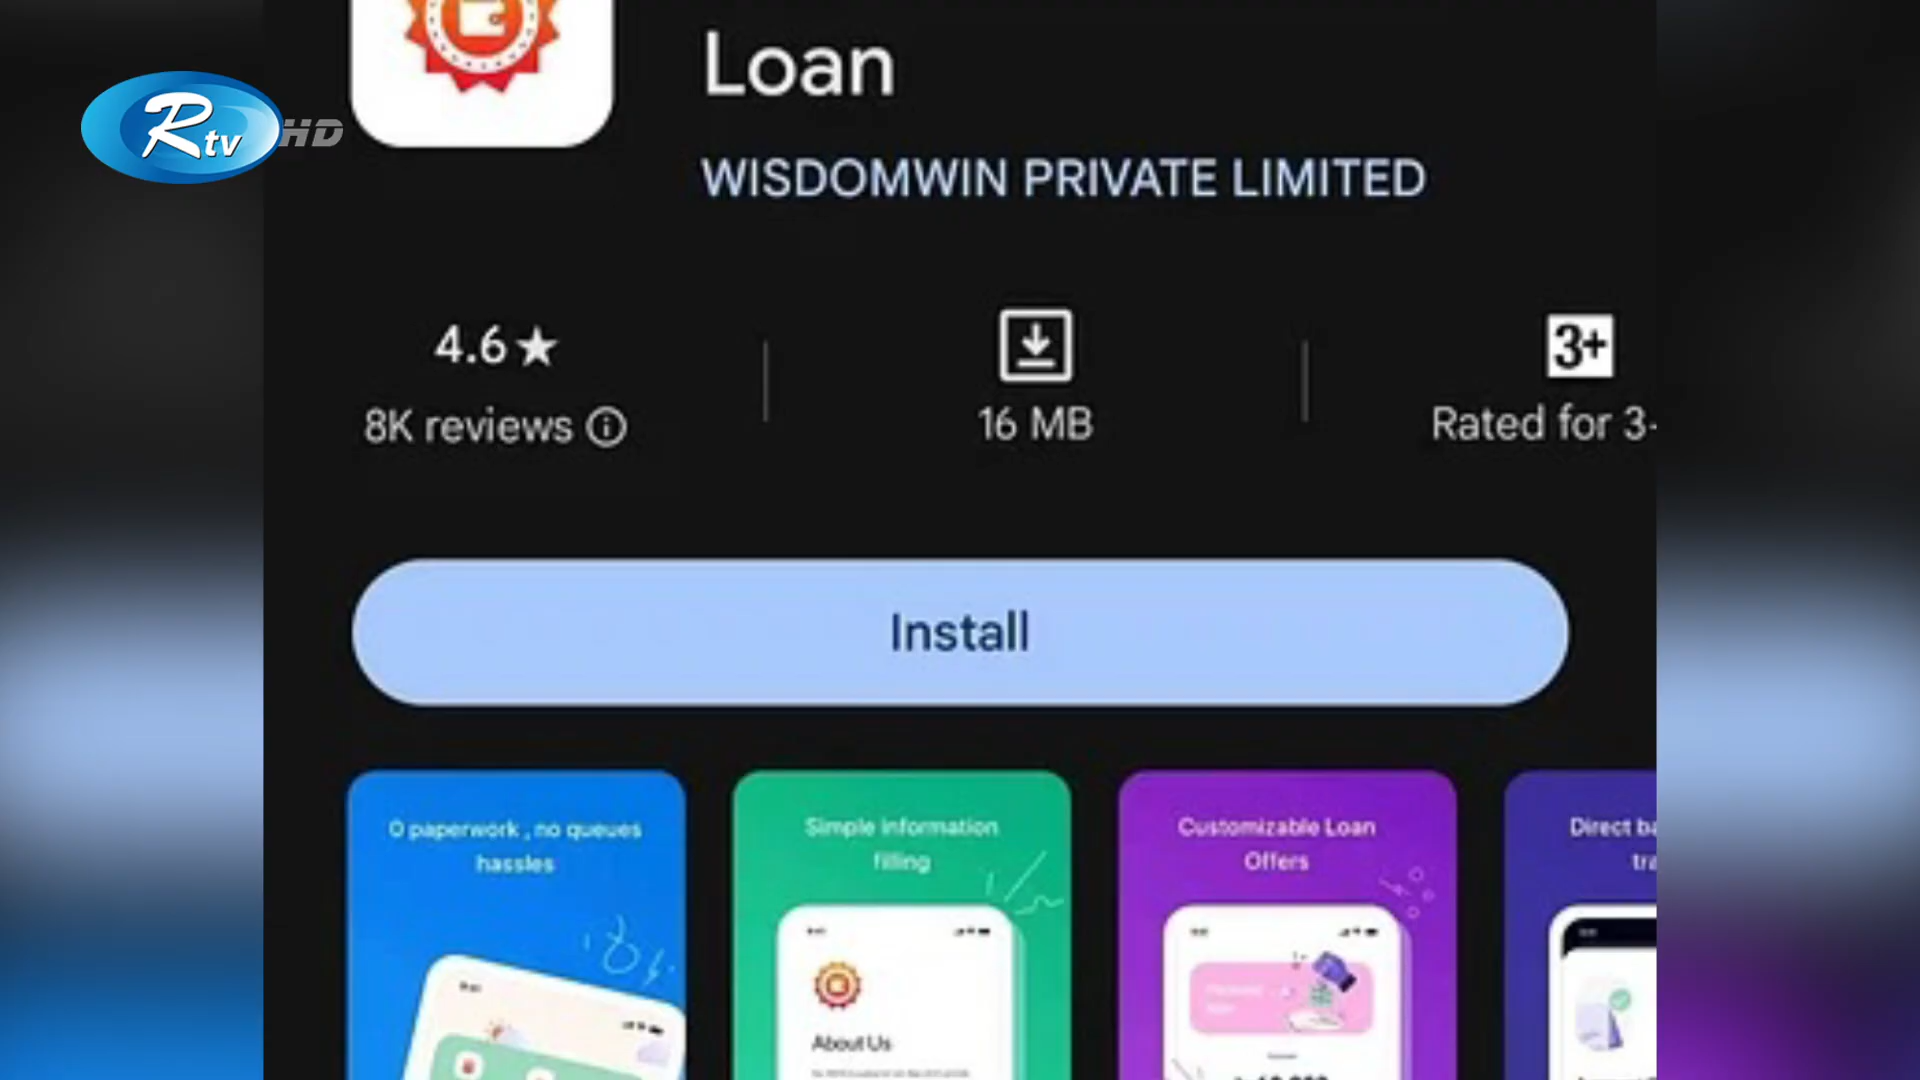 Loan
Rtv HD
WISDOMWIN PRIVATE LIMITED
4.6★
8K reviews
16 MB
3+
Rated for 3
Install
0 paperwork , no queues
hassles
Simple information
filling
Customizable Loan
Offers
Direct
About Us